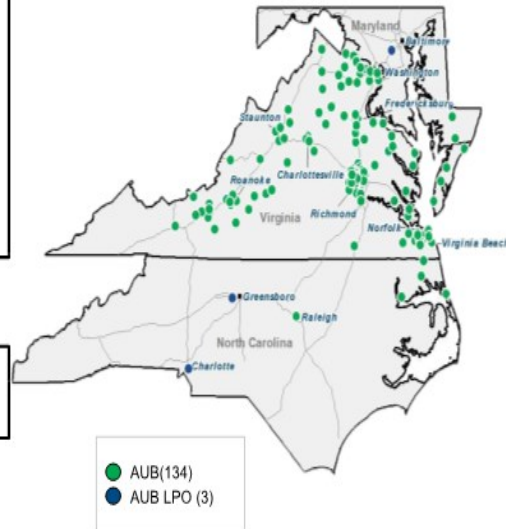 Maryland
Baltimore
Washington
Fredericksburg
Staunton
Charlottesville
Roanoke
Richmond
Virginia
Norfolk
Virginia Beach
Greensboro
Raleigh
North Carolina
Charlotte
AUB(134)
AUB LPO (3)